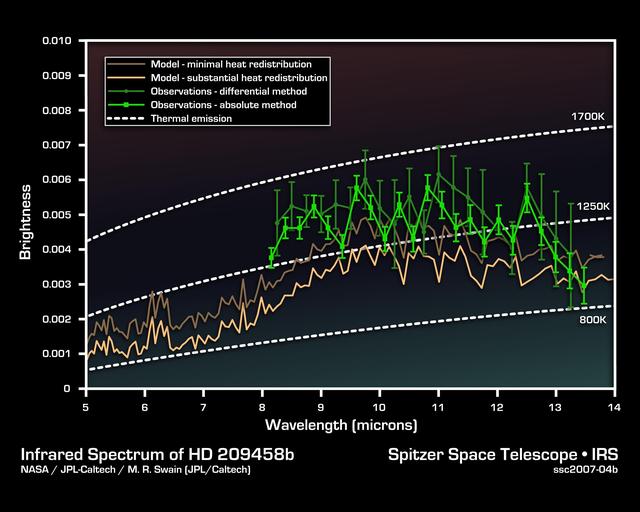 0.010
0.009
0.008
0.007
0.006
0.005
0.004
0.003
0.002
0.001
0
Brightness
Model - minimal heat redistribution
Model - substantial heat redistribution
Observations - differential method
Observations - absolute method
Thermal emission
1700K
1250K
800K
5 6 7 8 9 10 11 12 13 14
Wavelength (microns)
Infrared Spectrum of HD 209458b
NASA / JPL-Caltech / M. R. Swain (JPL/Caltech)
Spitzer Space Telescope • IRS
ssc2007-04b